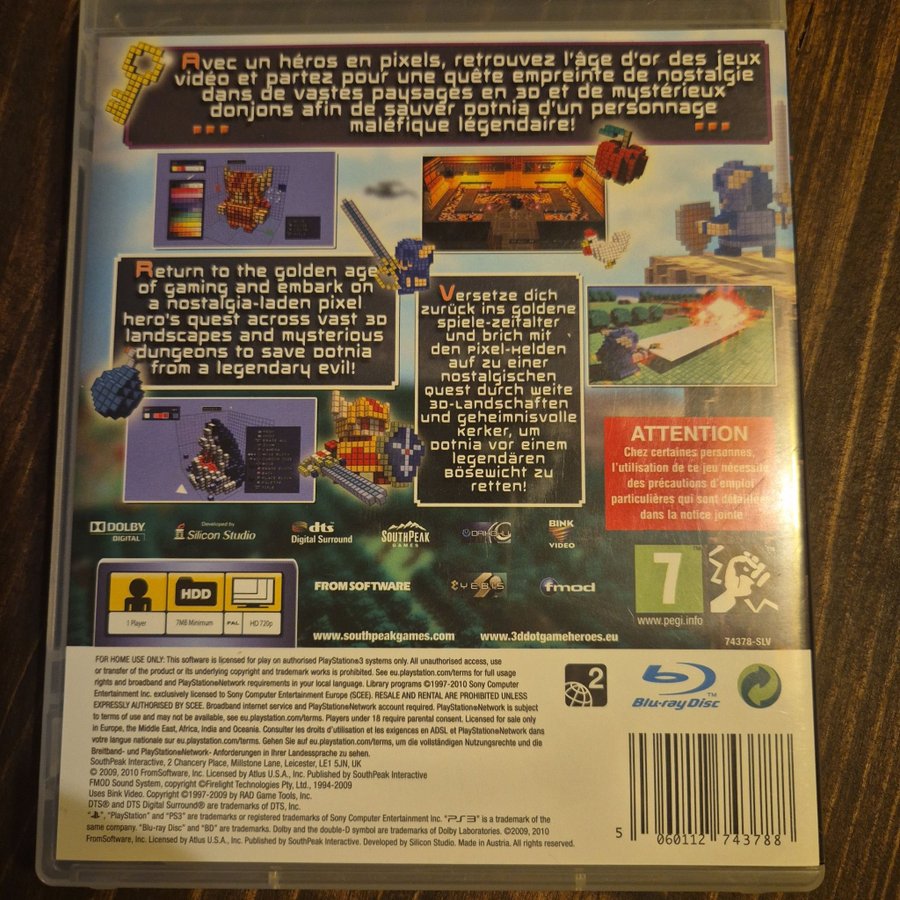 Avec un héros en pixels, retrouvez l'âge d'or des jeux
vidéo et partez pour une quête empreinte de nostalgie
dans de vastes paysages en 3D et de mystérieux
donjons afin de sauver Dotnia d'un personnage
maléfique légendaire!
Return to the golden age
of gaming and embark on
a nostalgia-laden pixel
hero's quest across vast 3D
landscapes and mysterious
dungeons to save Dotnia
from a legendary evil!
Versetze dich
zurück ins goldene
Spiele-Zeitalter
und brich mit
den Pixel-Helden
auf zu einer
nostalgischen
Quest durch weite
3D-Landschaften
und geheimnisvolle
Kerker, um
Dotnia vor einem
legendären
Bösewicht zu
retten!
ATTENTION
Chez certaines personnes,
l'utilisation de ce jeu nécessite
des précautions d'emploi
particulières qui sont détaillées
dans la notice jointe
DOLBY
DIGITAL
Developed by
Silicon Studio
dts
Digital Surround
SOUTHPEAK
GAMES
BINK
VIDEO
FROMSOFTWARE
YEBIS
fmod
HDD
1 Player
7MB Minimum
PAL
HD 720p
7
www.pegi.info
www.southpeakgames.com
www.3ddotgameheroes.eu
74378-SLV
FOR HOME USE ONLY: This software is licensed for play on authorised PlayStation®3 systems only. All unauthorised access, use
or transfer of the product or its underlying copyright and trademark works is prohibited. See eu.playstation.com/terms for full usage
rights and broadband and PlayStation®Network requirements in your local language. Library programs ©1997-2010 Sony Computer
Entertainment Inc. exclusively licensed to Sony Computer Entertainment Europe (SCEE). RESALE AND RENTAL ARE PROHIBITED UNLESS
EXPRESSLY AUTHORISED BY SCEE. Broadband internet service and PlayStation®Network account required. PlayStation®Network is subject
to terms of use and may not be available, see eu.playstation.com/terms. Players under 18 require parental consent. Licensed for sale only
in Europe, the Middle East, Africa, India and Oceania. Consulter les droits d'utilisation et les exigences en ADSL et PlayStation®Network dans
votre langue nationale sur eu.playstation.com/terms. Gehen Sie auf eu.playstation.com/terms, um die vollständigen Nutzungsrechte und die
Breitband- und PlayStation®Network- Anforderungen in Ihrer Landessprache zu sehen.
SouthPeak Interactive, 2 Chancery Place, Millstone Lane, Leicester, LE1 5JN, UK
© 2009, 2010 FromSoftware, Inc. Licensed by Atlus U.S.A., Inc. Published by SouthPeak Interactive
FMOD Sound System, copyright ©Firelight Technologies Pty, Ltd., 1994-2009
Uses Bink Video. Copyright ©1997-2009 by RAD Game Tools, Inc.
DTS® and DTS Digital Surround® are trademarks of DTS, Inc.
" ", "PlayStation" and "PS3" are trademarks or registered trademarks of Sony Computer Entertainment Inc. "PS3" is a trademark of the
same company. "Blu-ray Disc" and "BD" are trademarks. Dolby and the double-D symbol are trademarks of Dolby Laboratories. ©2009, 2010
FromSoftware, Inc. Licensed by Atlus U.S.A., Inc. Published by SouthPeak Interactive. Developed by Silicon Studio. Made in Austria. All rights reserved.
2
Blu-ray Disc
5 060112 743788